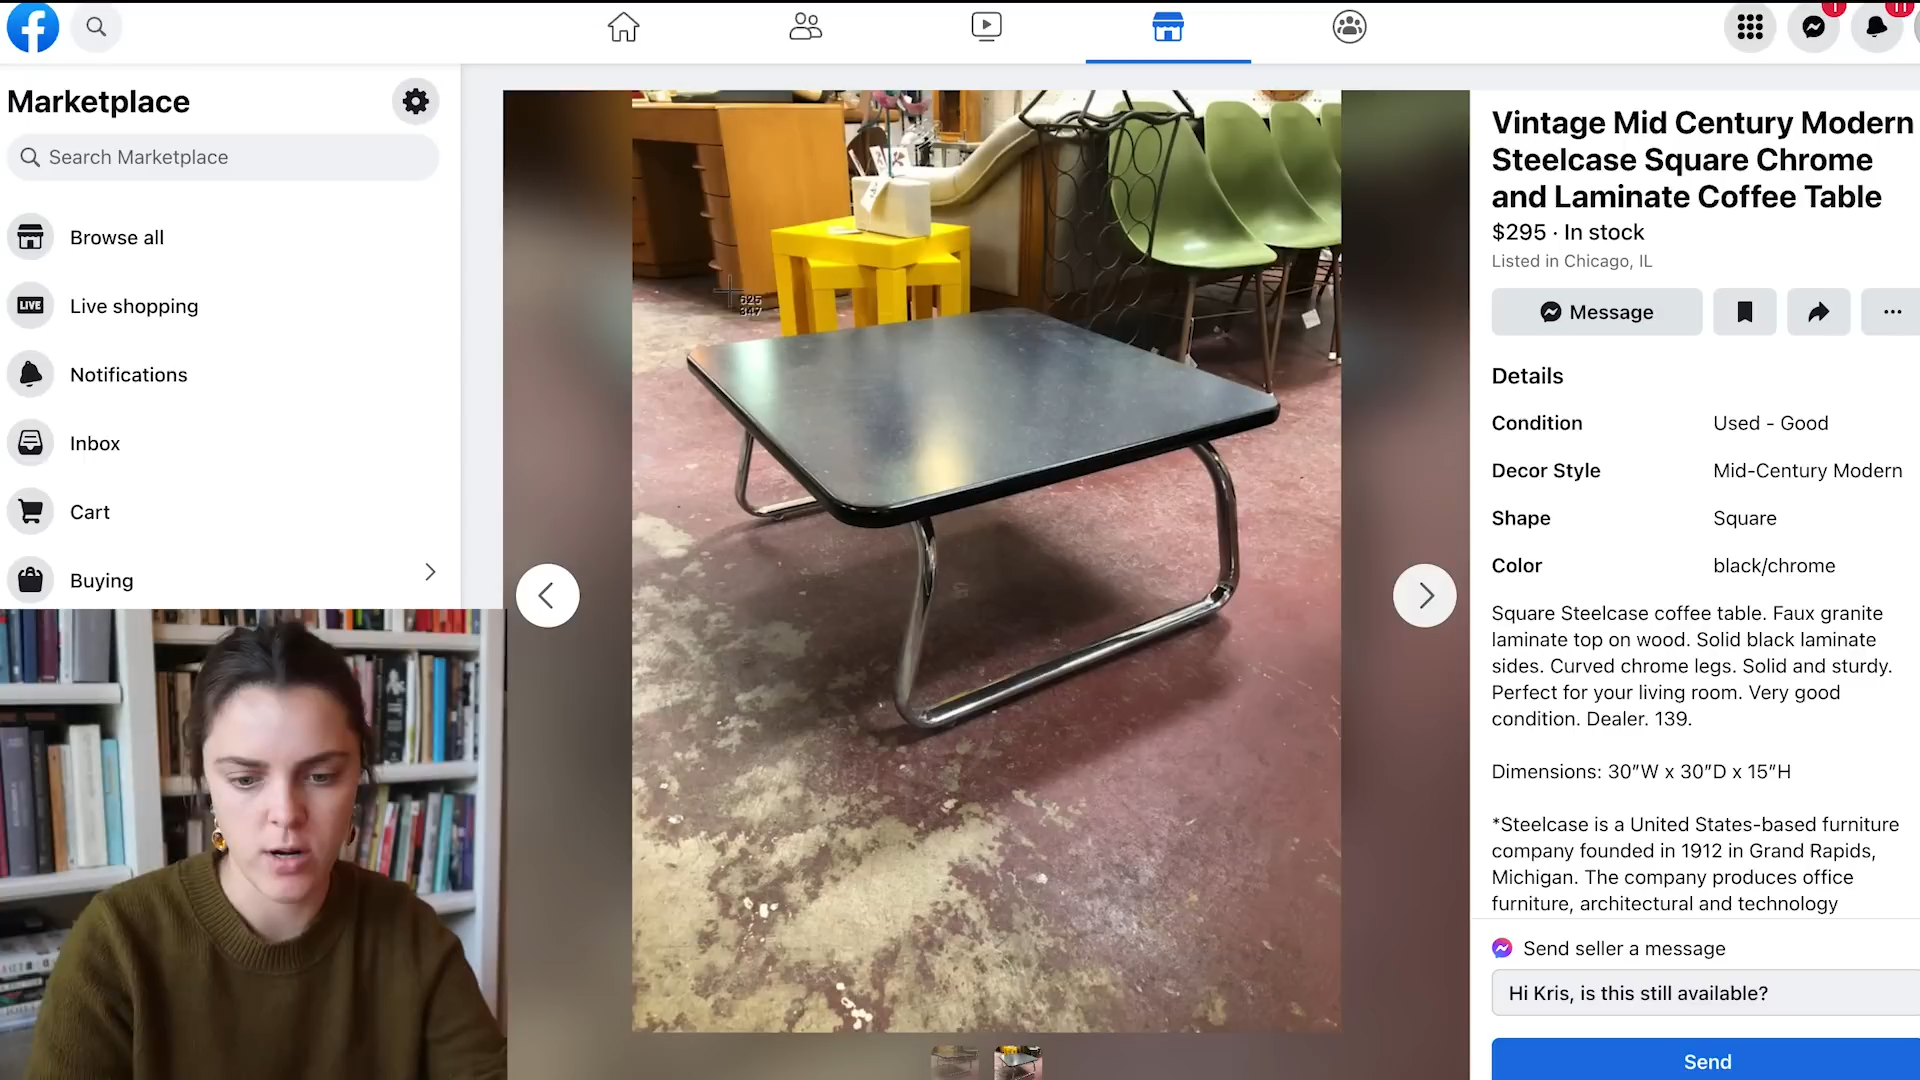 Marketplace
Search Marketplace
Browse all
LIVE
Live shopping
Notifications
Inbox
Cart
Buying
525
347
Vintage Mid Century Modern
Steelcase Square Chrome
and Laminate Coffee Table
$295 · In stock
Listed in Chicago, IL
Message
Details
Condition Used - Good
Decor Style Mid-Century Modern
Shape Square
Color black/chrome
Square Steelcase coffee table. Faux granite
laminate top on wood. Solid black laminate
sides. Curved chrome legs. Solid and sturdy.
Perfect for your living room. Very good
condition. Dealer. 139.
Dimensions: 30”W x 30”D x 15”H
*Steelcase is a United States-based furniture
company founded in 1912 in Grand Rapids,
Michigan. The company produces office
furniture, architectural and technology
Send seller a message
Hi Kris, is this still available?
Send